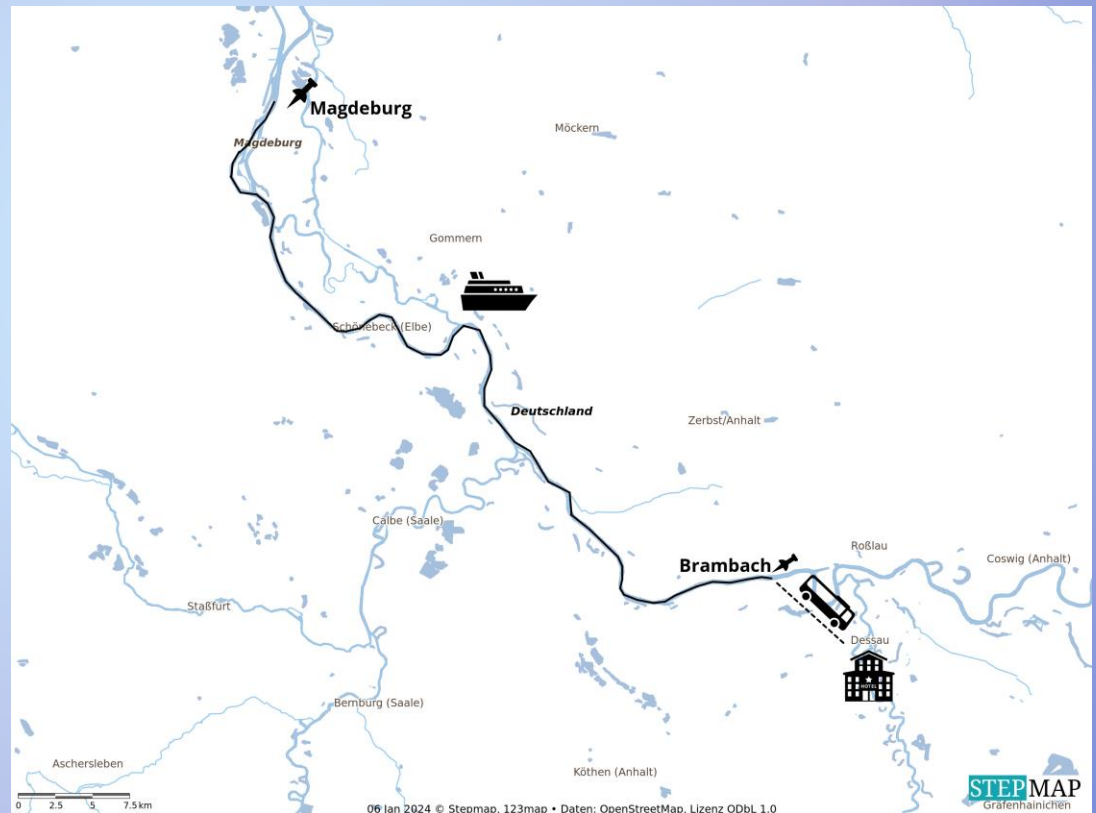 Magdeburg
Möckern
Magdeburg
Gommern
Schönebeck (Elbe)
Deutschland
Zerbst/Anhalt
Calbe (Saale)
Roßlau
Brambach
Coswig (Anhalt)
Staßfurt
Dessau
HOTEL
Bernburg (Saale)
Aschersleben
Köthen (Anhalt)
STEPMAP
Gräfenhainichen
0 2.5 5 7.5 km
06 Jan 2024 © Stepmap, 123map • Daten: OpenStreetMap, Lizenz ODbL 1.0